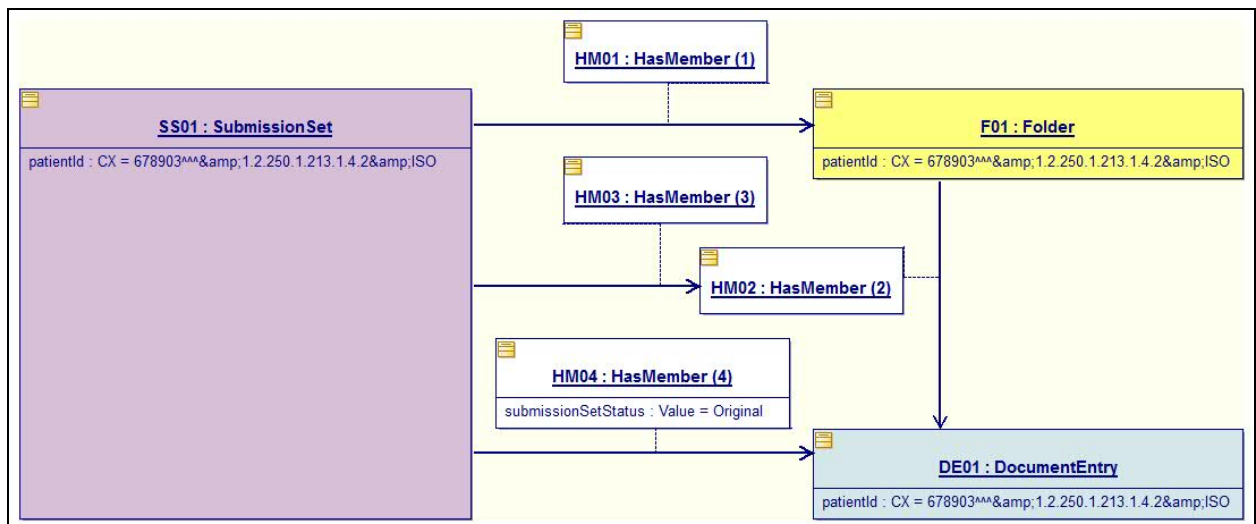 HM01 : HasMember (1)
SS01 : SubmissionSet
patientId : CX = 678903^^^&amp;1.2.250.1.213.1.4.2&amp;ISO
F01 : Folder
patientId : CX = 678903^^^&amp;1.2.250.1.213.1.4.2&amp;ISO
HM03 : HasMember (3)
HM02 : HasMember (2)
HM04 : HasMember (4)
submissionSetStatus : Value = Original
DE01 : DocumentEntry
patientId : CX = 678903^^^&amp;1.2.250.1.213.1.4.2&amp;ISO